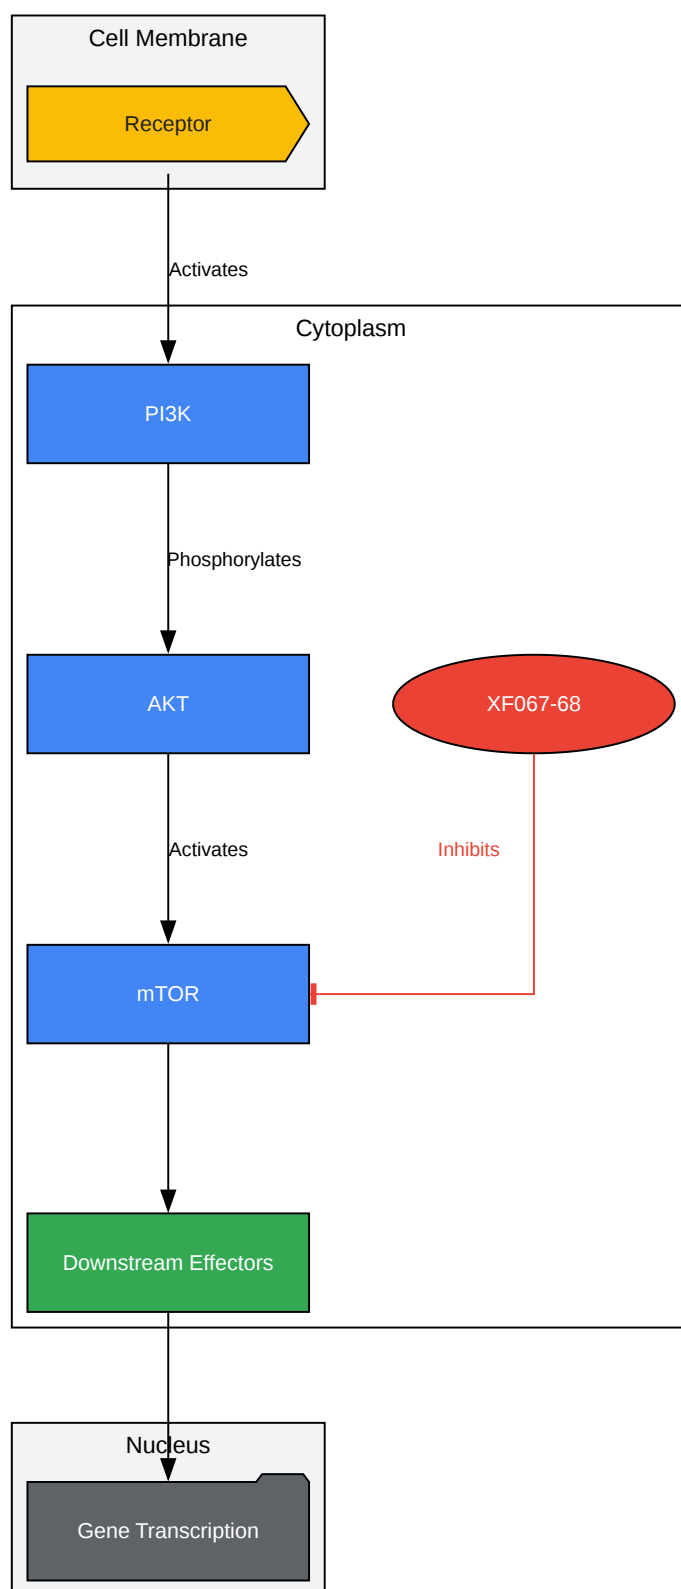 Cell Membrane
Receptor
Activates
Cytoplasm
PI3K
Phosphorylates
AKT
XF067-68
Activates
Inhibits
mTOR
Downstream Effectors
Nucleus
Gene Transcription